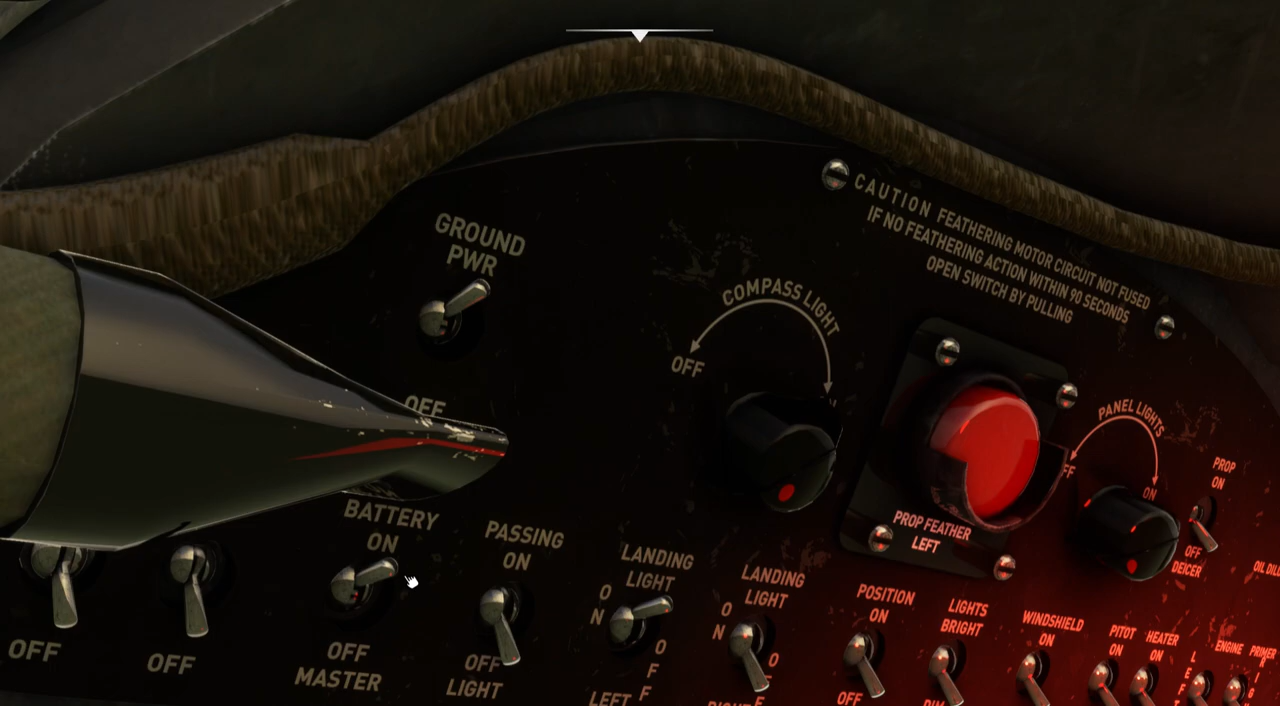 GROUND
PWR
OFF
CAUTION FEATHERING MOTOR CIRCUIT NOT FUSED
IF NO FEATHERING ACTION WITHIN 90 SECONDS
OPEN SWITCH BY PULLING
COMPASS LIGHT
OFF
PROP FEATHER
LEFT
PANEL LIGHTS
ON
PROP
ON
OFF
DEICER
OFF
OFF
BATTERY
ON
OFF
MASTER
PASSING
ON
OFF
LIGHT
LANDING
LIGHT
ON
OFF
LEFT
LANDING
LIGHT
ON
OFF
POSITION
ON
OFF
LIGHTS
BRIGHT
WINDSHIELD
ON
PITOT
ON
HEATER
ON
LEFT
ENGINE PRIMER